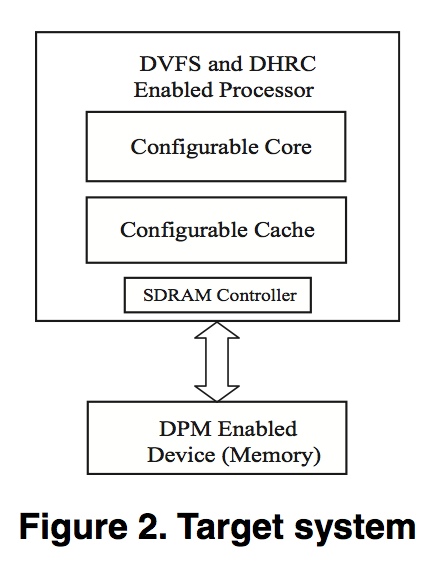 DVFS and DHRC
Enabled Processor
Configurable Core
Configurable Cache
SDRAM Controller
DPM Enabled
Device (Memory)
Figure 2. Target system